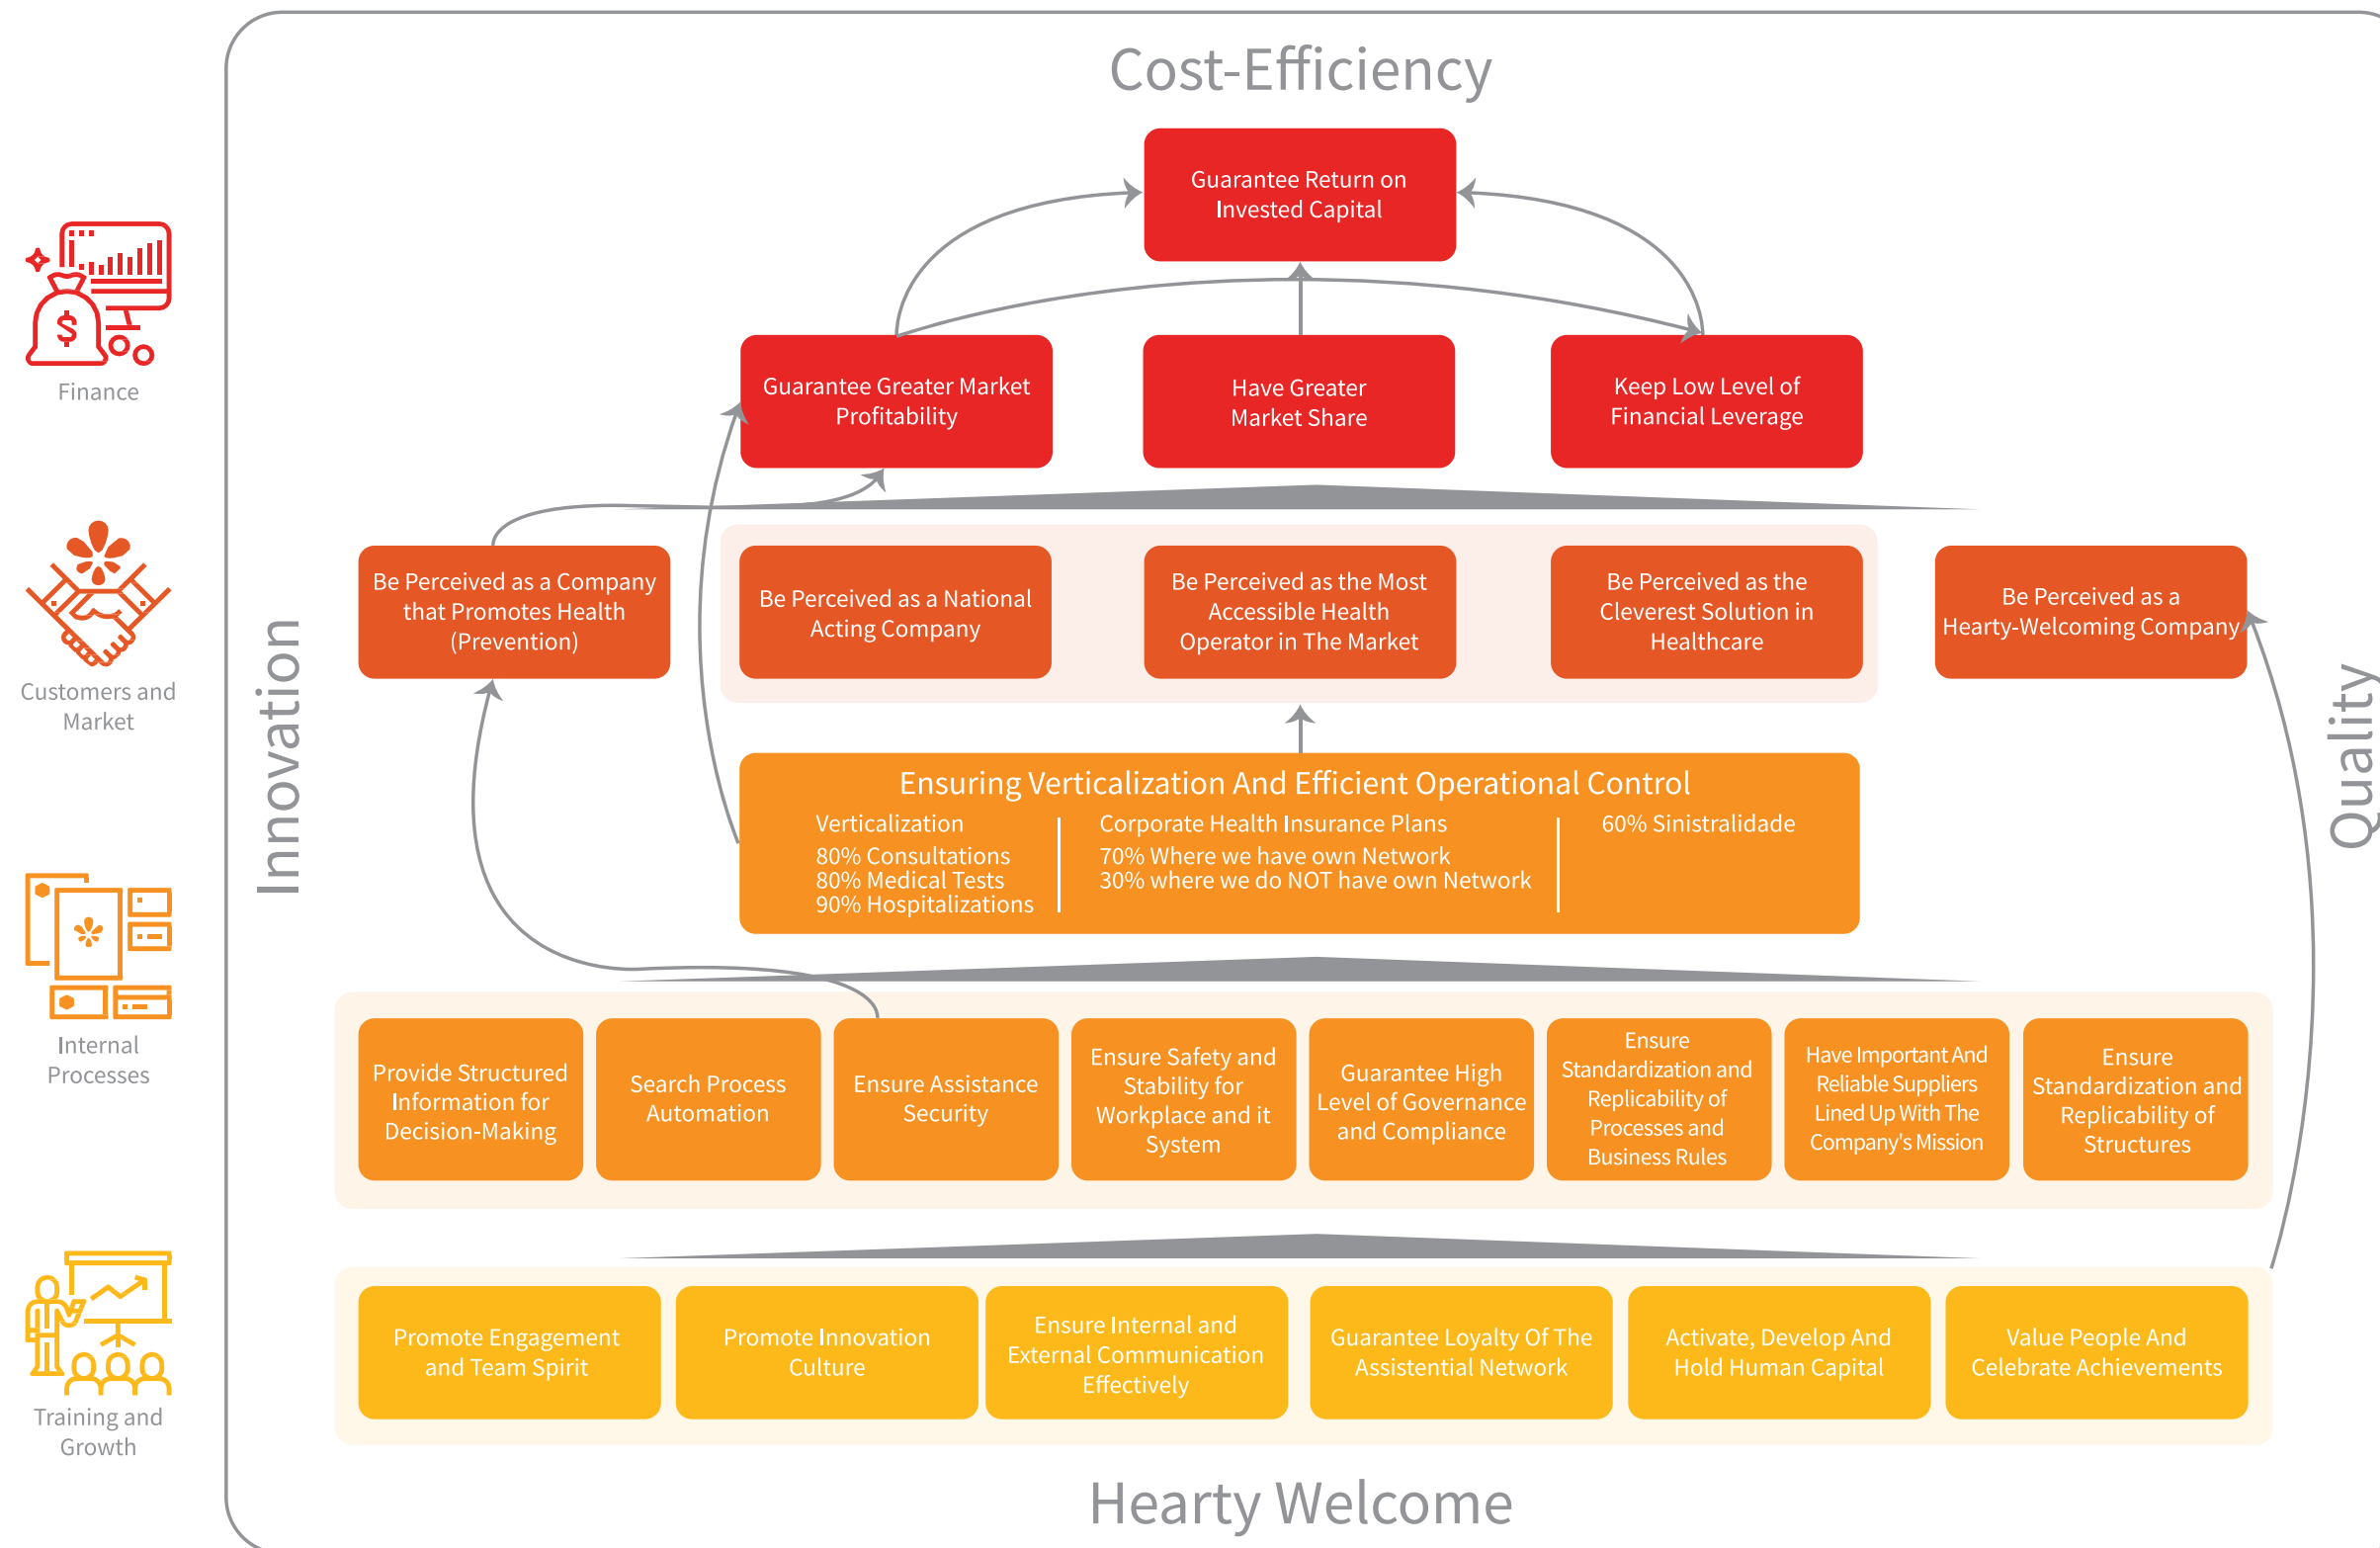 Cost-Efficiency
Guarantee Return on
Invested Capital
Guarantee Greater Market
Profitability
Have Greater
Market Share
Keep Low Level of
Financial Leverage
$
Finance
Be Perceived as a Company
that Promotes Health
(Prevention)
Be Perceived as a National
Acting Company
Be Perceived as the Most
Accessible Health
Operator in The Market
Be Perceived as the
Cleverest Solution in
Healthcare
Be Perceived as a
Hearty-Welcoming Company
Customers and
Market
Innovation
Quality
Ensuring Verticalization And Efficient Operational Control
Verticalization
80% Consultations
80% Medical Tests
90% Hospitalizations
Corporate Health Insurance Plans
70% Where we have own Network
30% where we do NOT have own Network
60% Sinistralidade
Internal
Processes
Provide Structured
Information for
Decision-Making
Search Process
Automation
Ensure Assistance
Security
Ensure Safety and
Stability for
Workplace and it
System
Guarantee High
Level of Governance
and Compliance
Ensure
Standardization and
Replicability of
Processes and
Business Rules
Have Important And
Reliable Suppliers
Lined Up With The
Company's Mission
Ensure
Standardization and
Replicability of
Structures
Training and
Growth
Promote Engagement
and Team Spirit
Promote Innovation
Culture
Ensure Internal and
External Communication
Effectively
Guarantee Loyalty Of The
Assistential Network
Activate, Develop And
Hold Human Capital
Value People And
Celebrate Achievements
Hearty Welcome